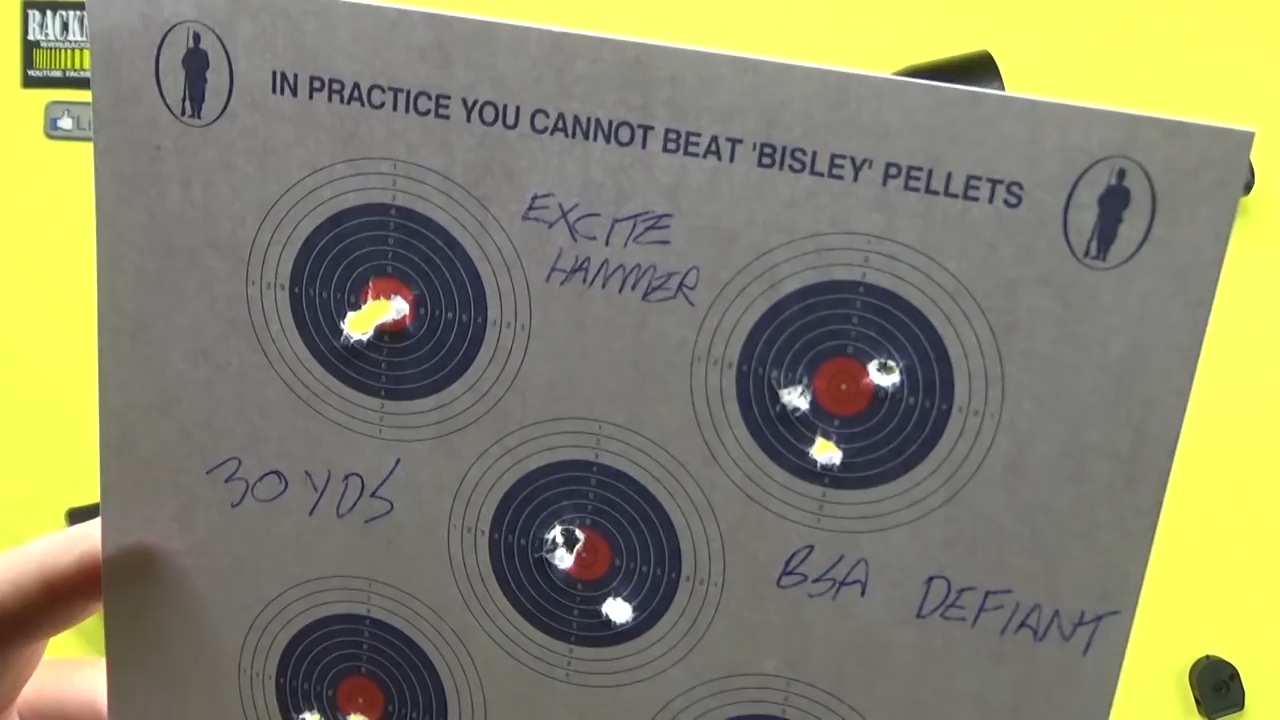 IN PRACTICE YOU CANNOT BEAT 'BISLEY' PELLETS
EXCITE
HAMMER
30 YDS
BSA DEFIANT